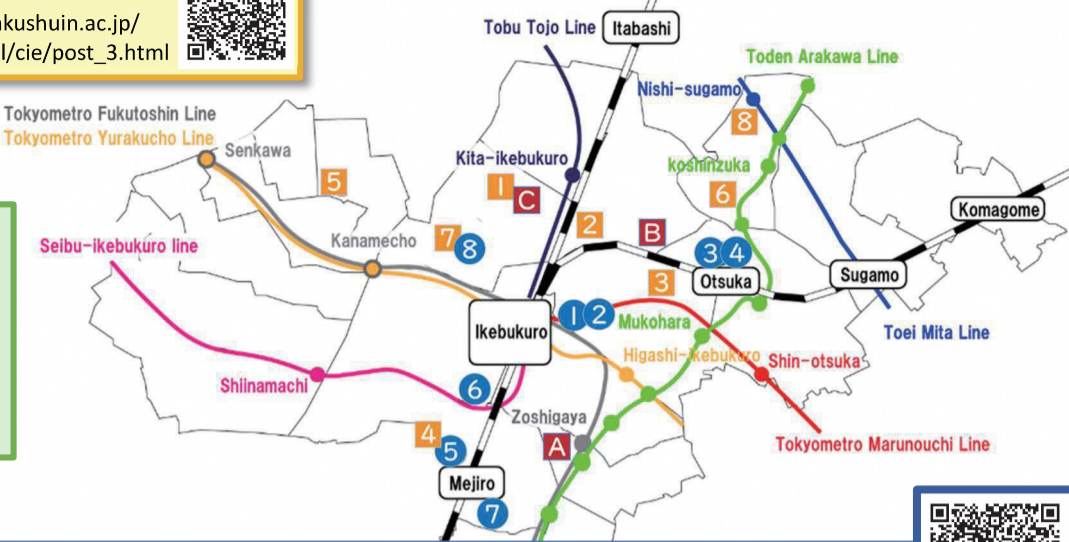 akushuin.ac.jp/
l/cie/post_3.html
Tobu Tojo Line
Itabashi
Toden Arakawa Line
Nishi-sugamo
8
Tokyometro Fukutoshin Line
Tokyometro Yurakucho Line
Senkawa
Kita-ikebukuro
koshinzuka
5
1
C
6
2
Komagome
Seibu-ikebukuro line
Kanamecho
7
8
B
3
4
Otsuka
Sugamo
3
Ikebukuro
1
2
Mukohara
Toei Mita Line
Higashi-ikebukuro
Shin-otsuka
Shiinamachi
6
Zoshigaya
4
5
A
Tokyometro Marunouchi Line
Mejiro
7